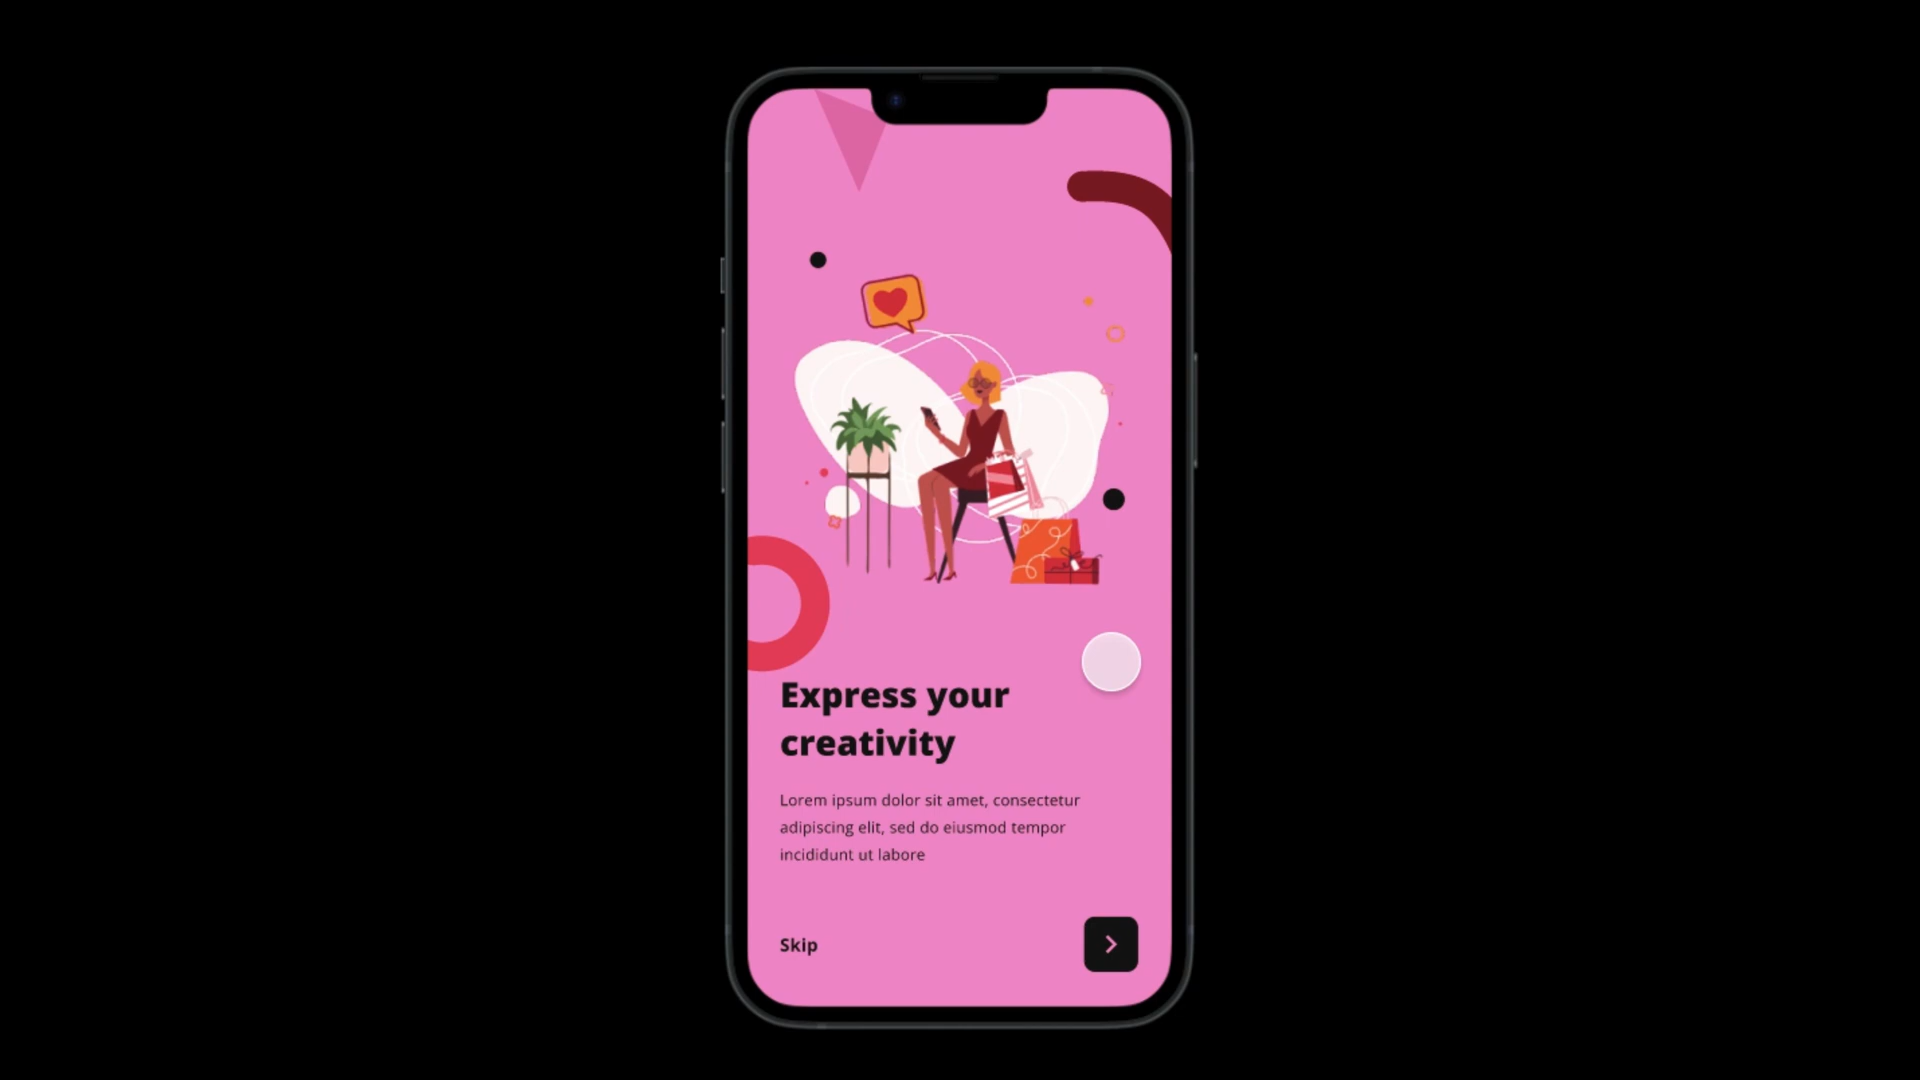 Express your
creativity
Lorem ipsum dolor sit amet, consectetur
adipiscing elit, sed do eiusmod tempor
incididunt ut labore
Skip